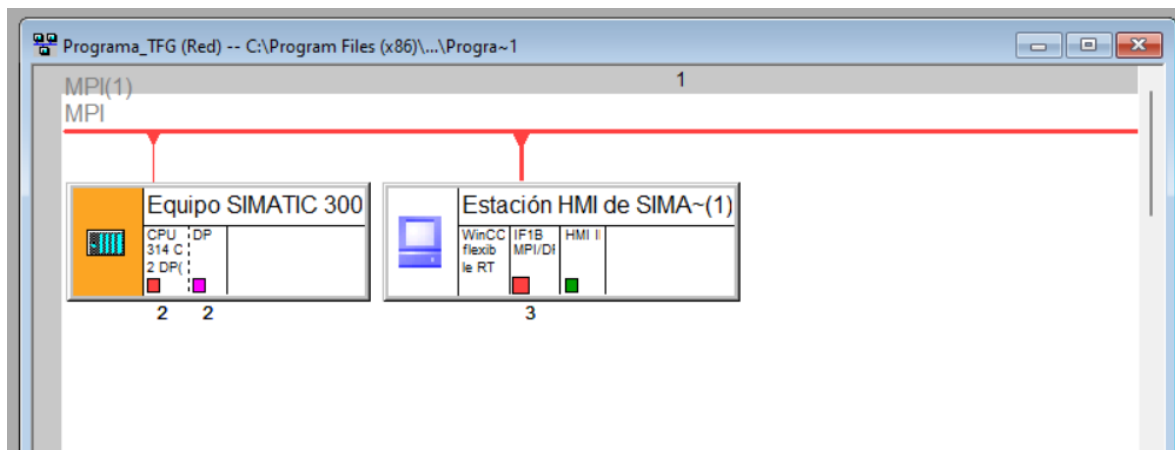 Programa_TFG (Red) -- C:\Program Files (x86)\...\Progra~1
1
MPI(1)
MPI
Equipo SIMATIC 300
CPU
314 C
2 DP(
DP
2
2
Estación HMI de SIMA~(1)
WinCC
flexib
le RT
IF1B
MPI/DP
HMI
3